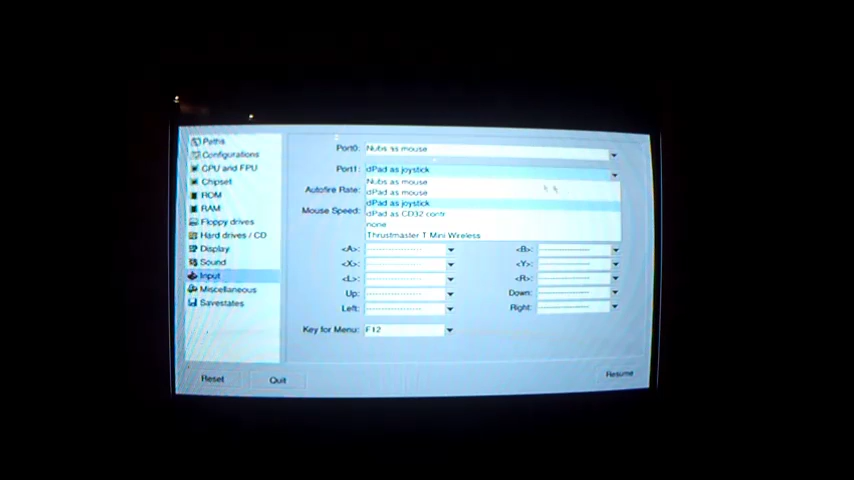 Paths
Configurations
CPU and FPU
Chipset
ROM
RAM
Floppy drives
Hard drives / CD
Display
Sound
Input
Miscellaneous
Savestates
Port0: Nubs as mouse
Port1: dPad as joystick
Nubs as mouse
dPad as mouse
dPad as joystick
dPad as CD32 contr
none
Thrustmaster T Mini Wireless
Autofire Rate:
Mouse Speed:
<A>: <B>:
<X>: <Y>:
<L>: <R>:
Up: Down:
Left: Right:
Key for Menu: F12
Reset Quit Resume